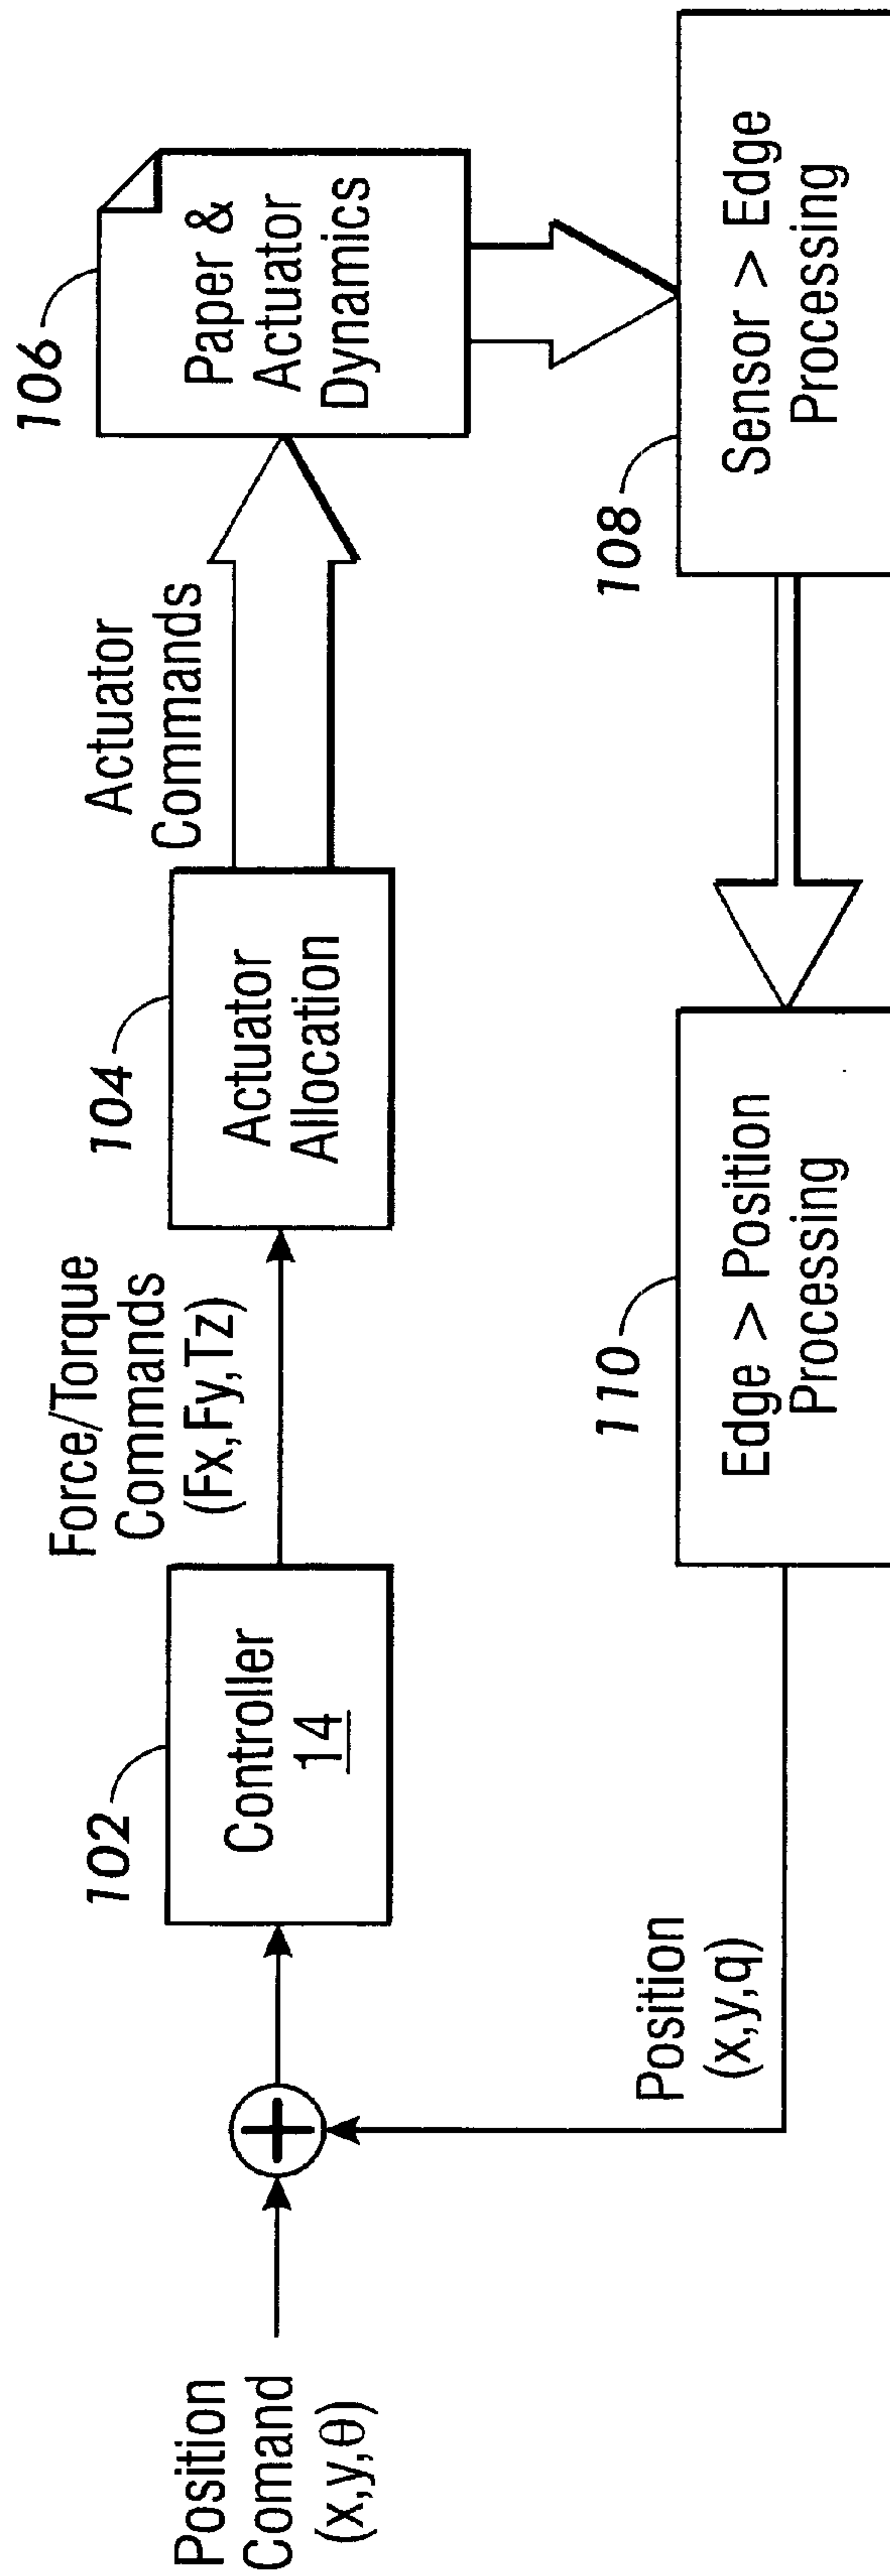 106
Paper &
Actuator
Dynamics
Actuator
Commands
104
Actuator
Allocation
Force/Torque
Commands
(Fx,Fy,Tz)
102
Controller
14
Position
Comand
(x,y,θ)
108
Sensor > Edge
Processing
110
Edge > Position
Processing
Position
(x,y,q)